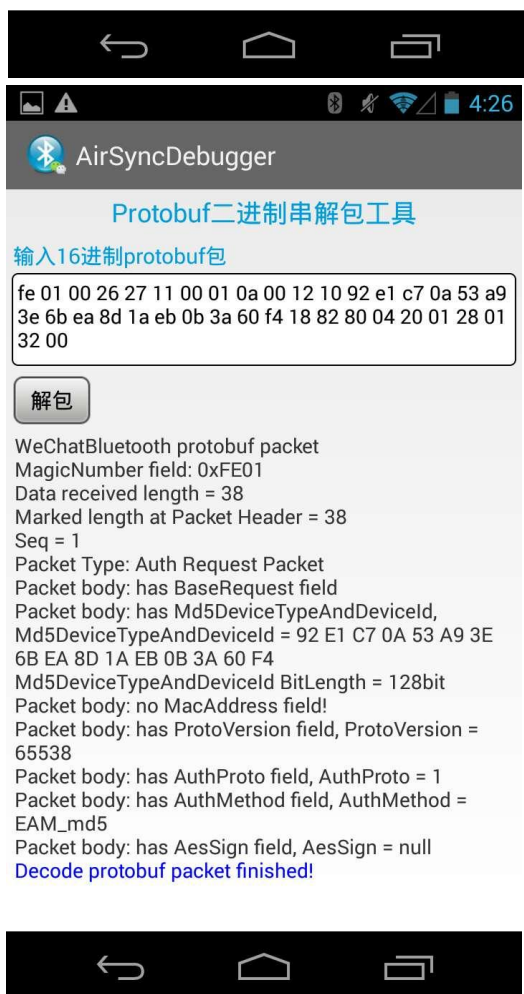 4:26
AirSyncDebugger
Protobuf二进制串解包工具
输入16进制protobuf包
fe 01 00 26 27 11 00 01 0a 00 12 10 92 e1 c7 0a 53 a9
3e 6b ea 8d 1a eb 0b 3a 60 f4 18 82 80 04 20 01 28 01
32 00
解包
WeChatBluetooth protobuf packet
MagicNumber field: 0xFE01
Data received length = 38
Marked length at Packet Header = 38
Seq = 1
Packet Type: Auth Request Packet
Packet body: has BaseRequest field
Packet body: has Md5DeviceTypeAndDeviceId,
Md5DeviceTypeAndDeviceId = 92 E1 C7 0A 53 A9 3E
6B EA 8D 1A EB 0B 3A 60 F4
Md5DeviceTypeAndDeviceId BitLength = 128bit
Packet body: no MacAddress field!
Packet body: has ProtoVersion field, ProtoVersion =
65538
Packet body: has AuthProto field, AuthProto = 1
Packet body: has AuthMethod field, AuthMethod =
EAM_md5
Packet body: has AesSign field, AesSign = null
Decode protobuf packet finished!